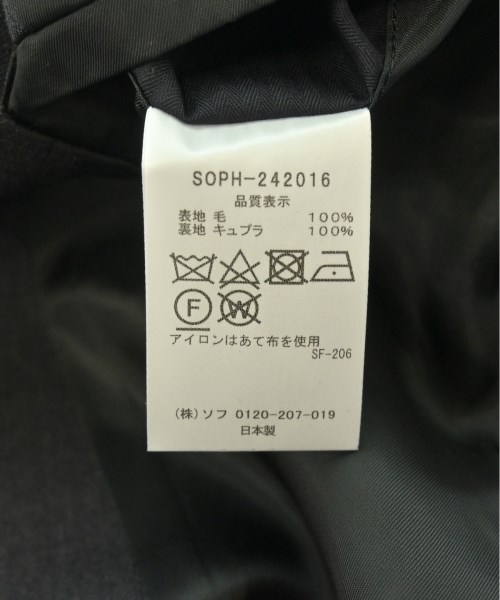 SOPH-242016
品質表示
表地 毛 100%
裏地 キュプラ 100%
F W
アイロンはあて布を使用
SF-206
(株) ソフ 0120-207-019
日本製